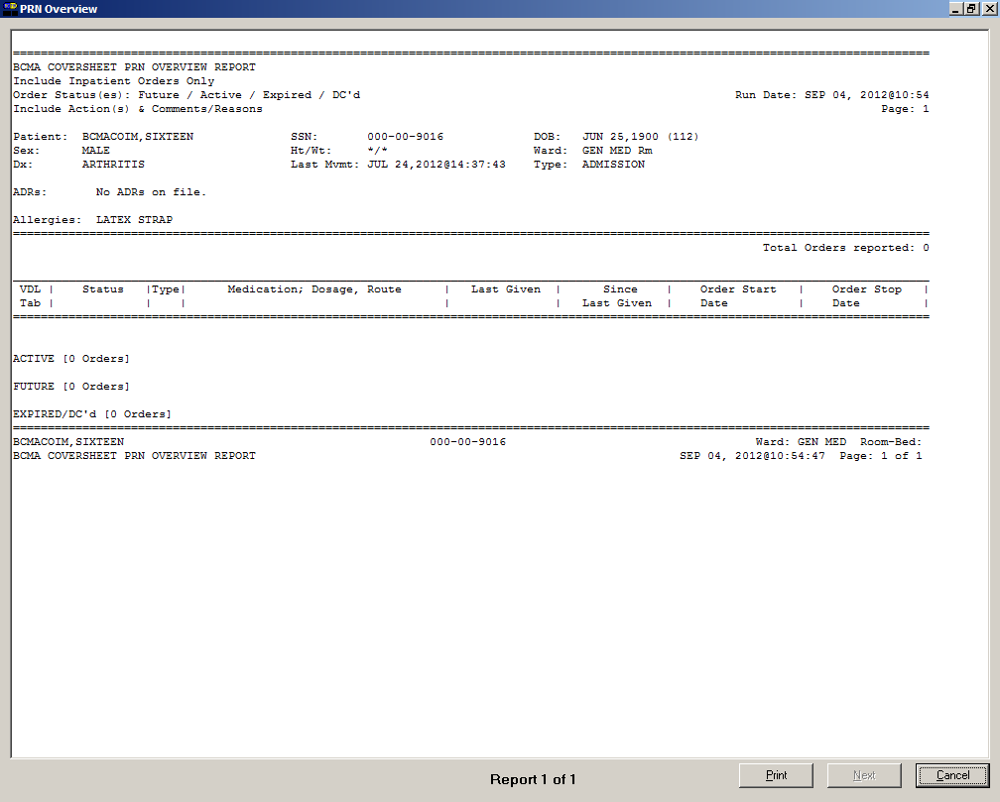 PRN Overview
BCMA COVERSHEET PRN OVERVIEW REPORT
Include Inpatient Orders Only
Order Status(es): Future / Active / Expired / DC'd Run Date: SEP 04, 2012@10:54
Include Action(s) & Comments/Reasons Page: 1
Patient: BCMACOIM,SIXTEEN SSN: 000-00-9016 DOB: JUN 25,1900 (112)
Sex: MALE Ht/Wt: */* Ward: GEN MED Rm
Dx: ARTHRITIS Last Mvmt: JUL 24,2012@14:37:43 Type: ADMISSION
ADRs: No ADRs on file.
Allergies: LATEX STRAP
Total Orders reported: 0
VDL | Status |Type| Medication; Dosage, Route | Last Given | Since | Order Start | Order Stop |
Tab | | | | | Last Given | Date | Date |
ACTIVE [0 Orders]
FUTURE [0 Orders]
EXPIRED/DC'd [0 Orders]
BCMACOIM,SIXTEEN 000-00-9016 Ward: GEN MED Room-Bed:
BCMA COVERSHEET PRN OVERVIEW REPORT SEP 04, 2012@10:54:47 Page: 1 of 1
Report 1 of 1 Print Next Cancel